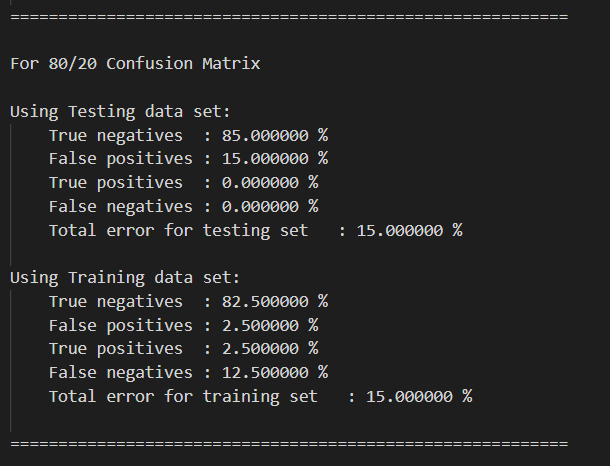 ==========================================================
For 80/20 Confusion Matrix
Using Testing data set:
True negatives  : 85.000000 %
False positives : 15.000000 %
True positives  : 0.000000 %
False negatives : 0.000000 %
Total error for testing set   : 15.000000 %
Using Training data set:
True negatives  : 82.500000 %
False positives : 2.500000 %
True positives  : 2.500000 %
False negatives : 12.500000 %
Total error for training set   : 15.000000 %
==========================================================